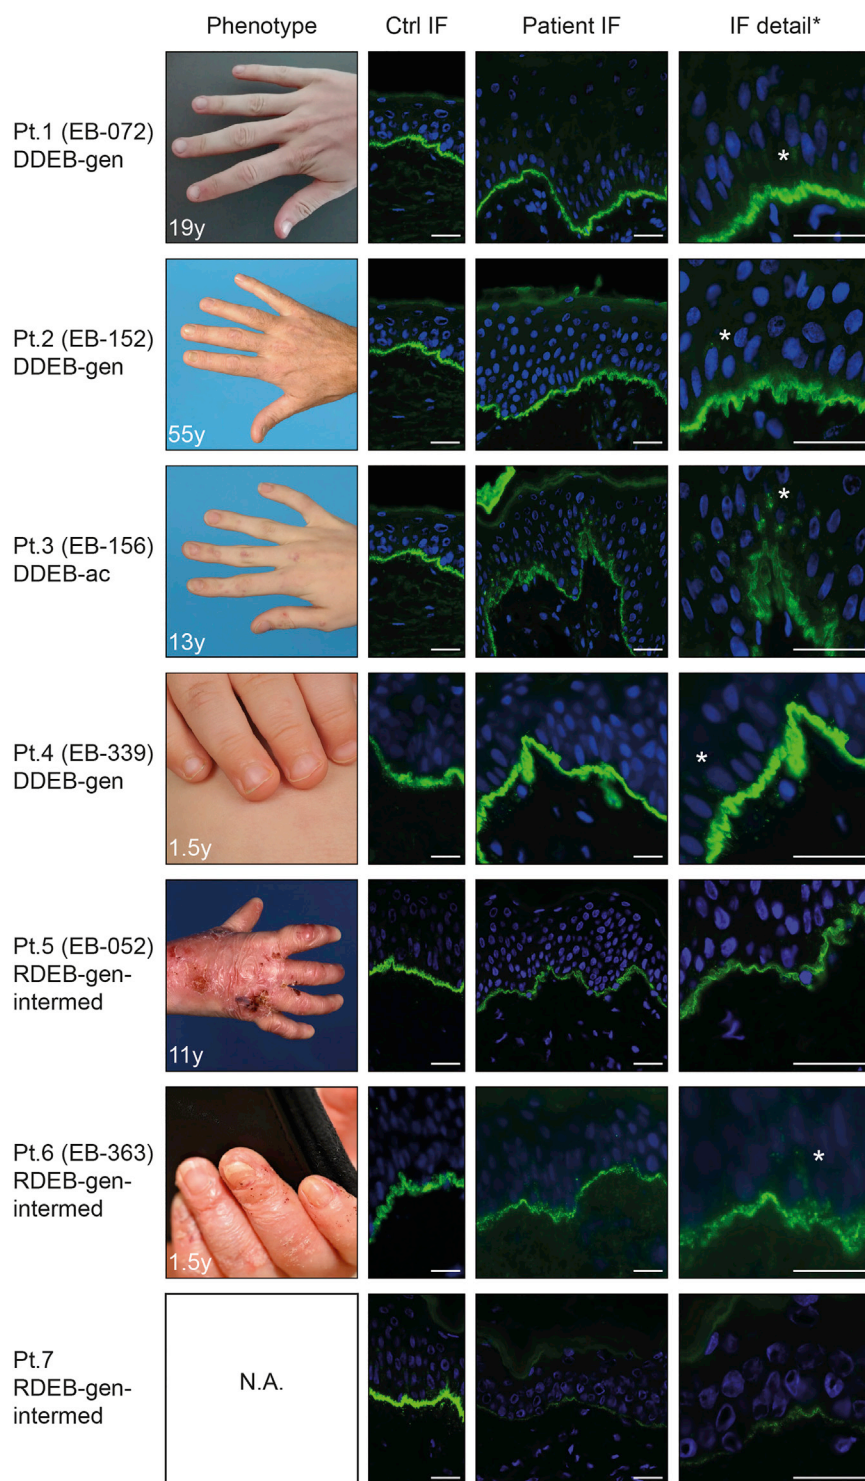 Phenotype Ctrl IF Patient IF IF detail*
Pt.1 (EB-072)
DDEB-gen
19y
*
Pt.2 (EB-152)
DDEB-gen
55y
*
Pt.3 (EB-156)
DDEB-ac
13y
*
Pt.4 (EB-339)
DDEB-gen
1.5y
*
Pt.5 (EB-052)
RDEB-gen-
intermed
11y
Pt.6 (EB-363)
RDEB-gen-
intermed
1.5y
*
Pt.7
RDEB-gen-
intermed
N.A.